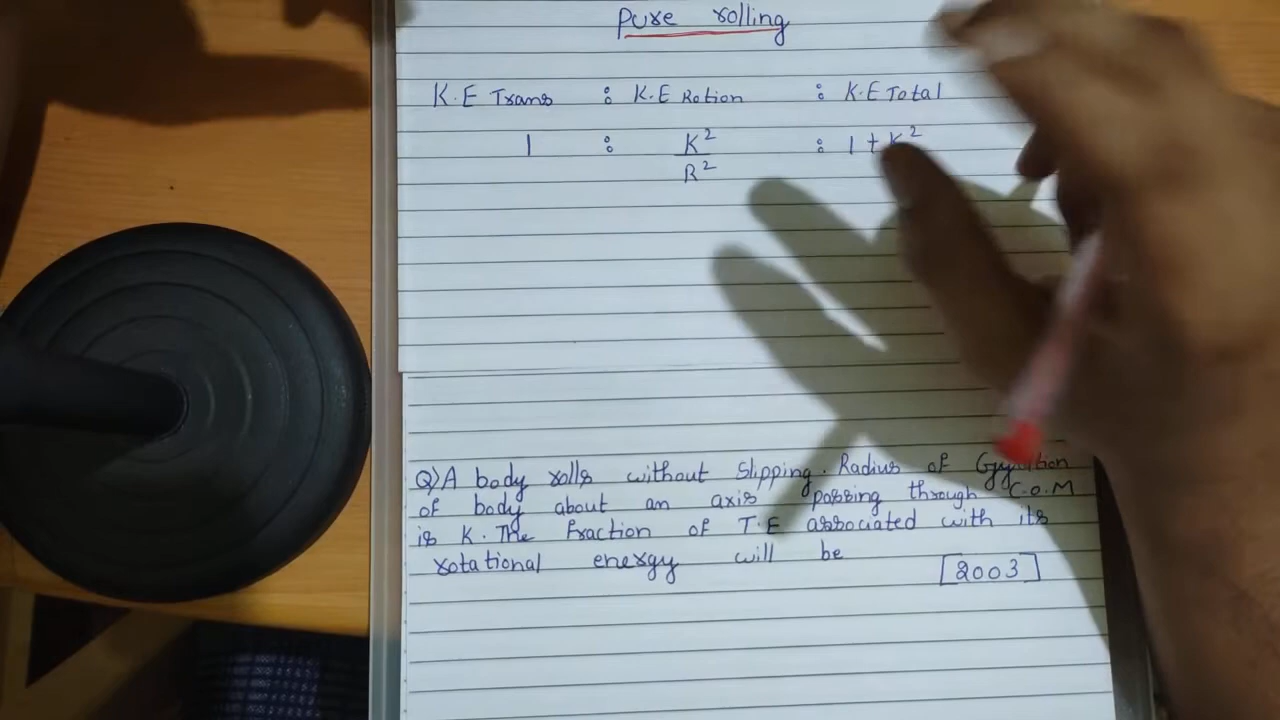 Pure rolling
K.E Trans : K.E Rotion : K.E Total
1 : K² : 1 + K²
R²
Q) A body rolls without Slipping. Radius of
of body about an axis passing through C.O.M
is K. The fraction of T.E associated with its
rotational energy will be
[2003]